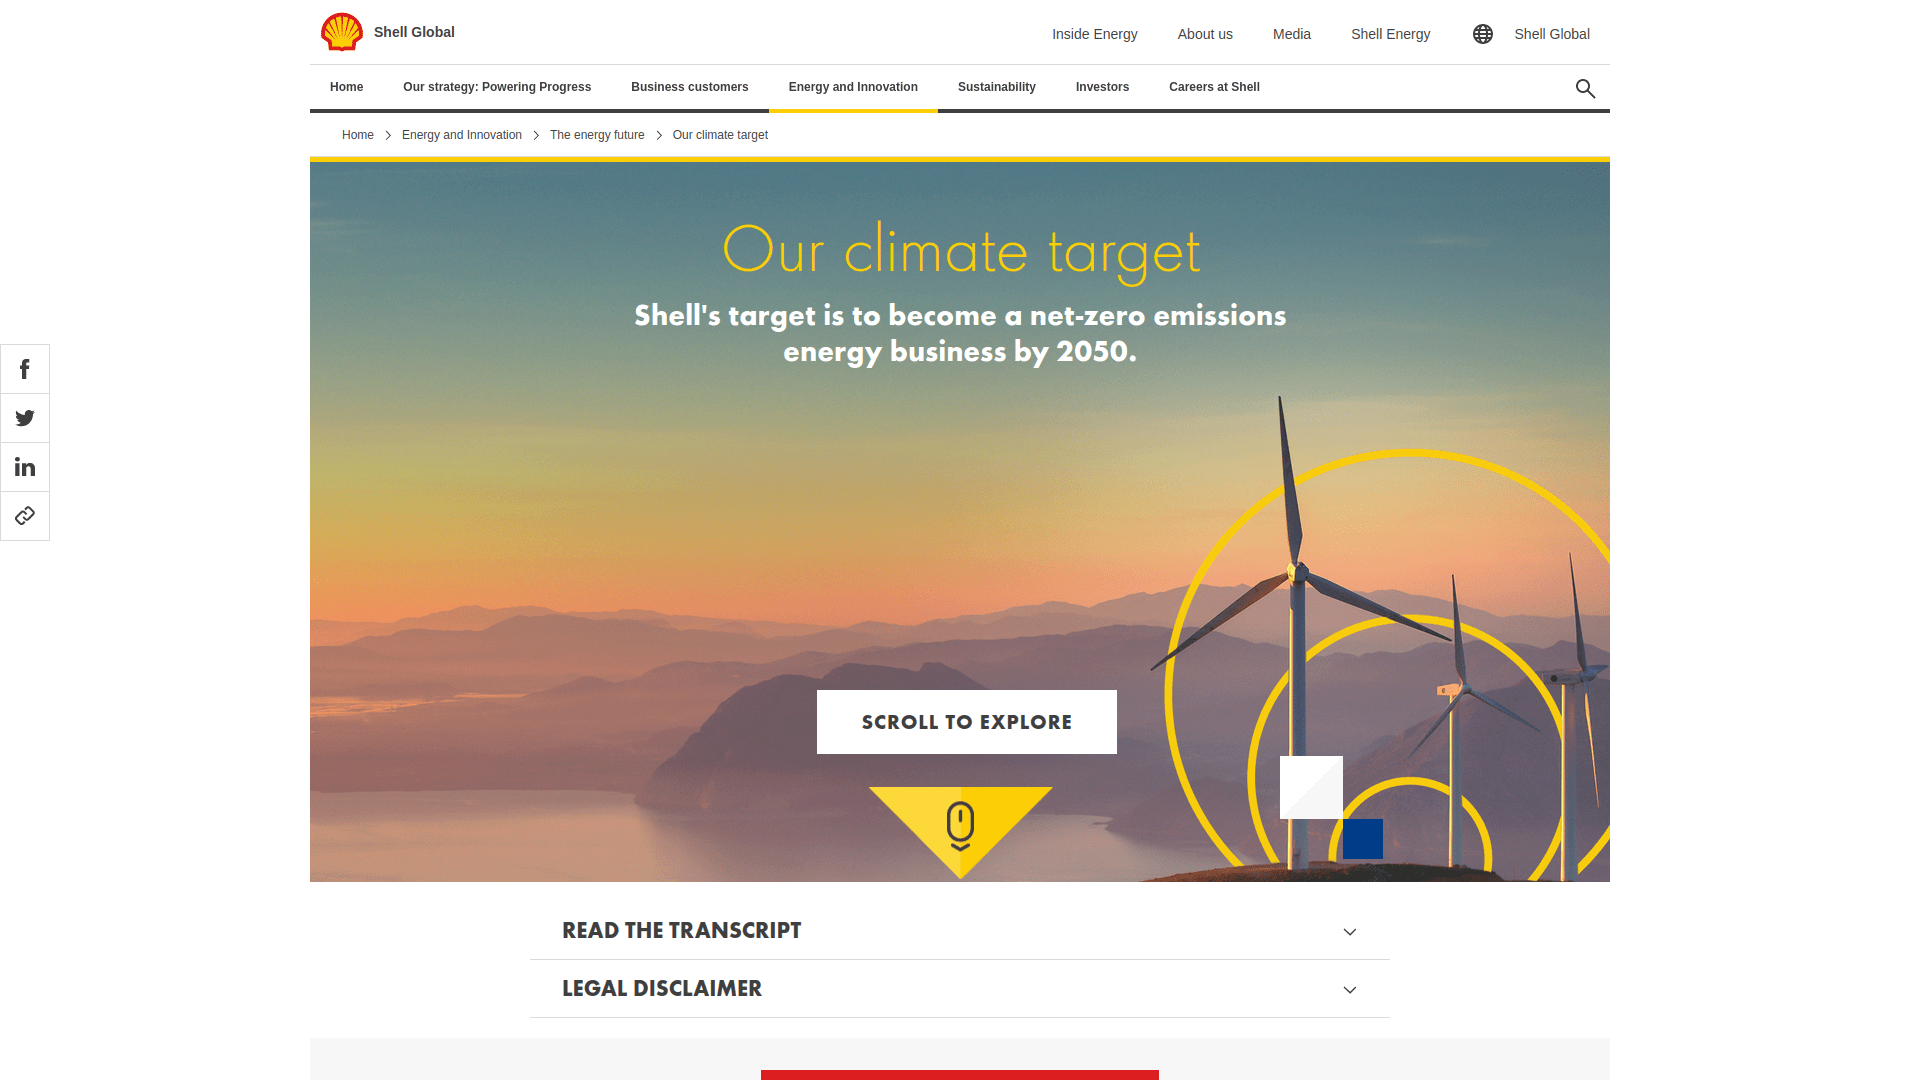 Shell Global
Inside Energy
About us
Media
Shell Energy
Shell Global
Home
Our strategy: Powering Progress
Business customers
Energy and Innovation
Sustainability
Investors
Careers at Shell
Home
Energy and Innovation
The energy future
Our climate target
Our climate target
Shell's target is to become a net-zero emissions
energy business by 2050.
SCROLL TO EXPLORE
READ THE TRANSCRIPT
LEGAL DISCLAIMER